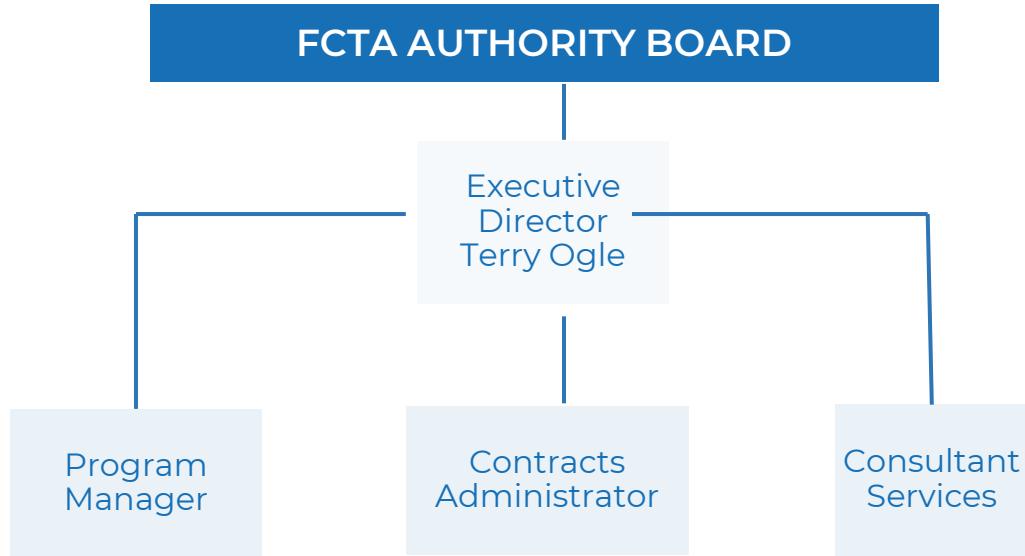 FCTA AUTHORITY BOARD
Executive
Director
Terry Ogle
Program
Manager
Contracts
Administrator
Consultant
Services